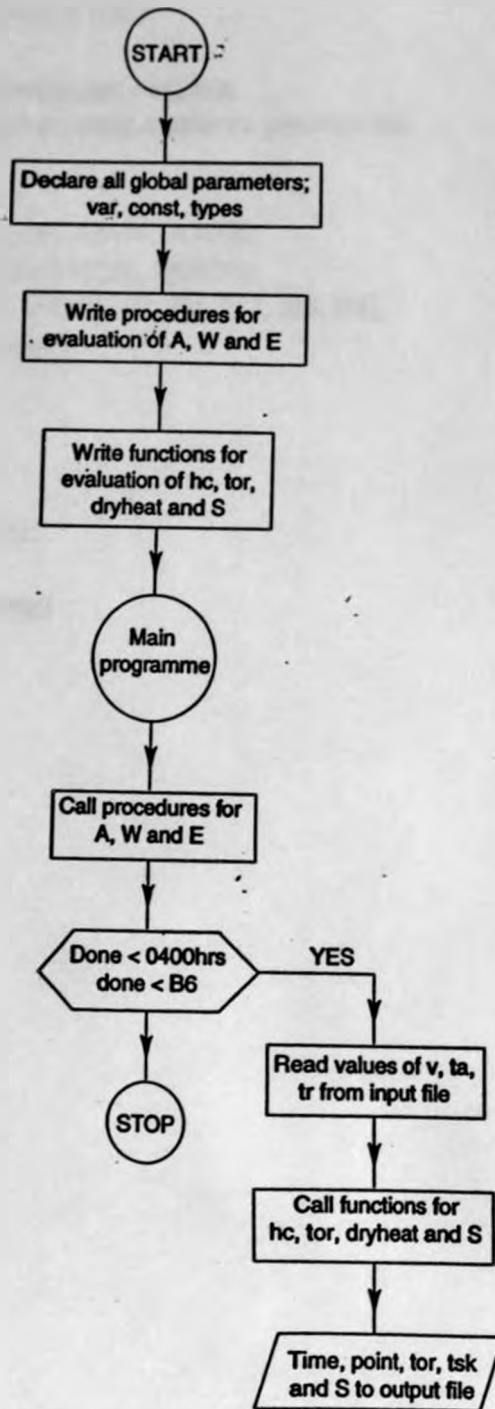 START
Declare all global parameters;
var, const, types
Write procedures for
evaluation of A, W and E
Write functions for
evaluation of hc, tor,
dryheat and S
Main
programme
Call procedures for
A, W and E
Done < 0400hrs
done < B6
YES
STOP
Read values of v, ta,
tr from input file
Call functions for
hc, tor, dryheat and S
Time, point, tor, tsk
and S to output file